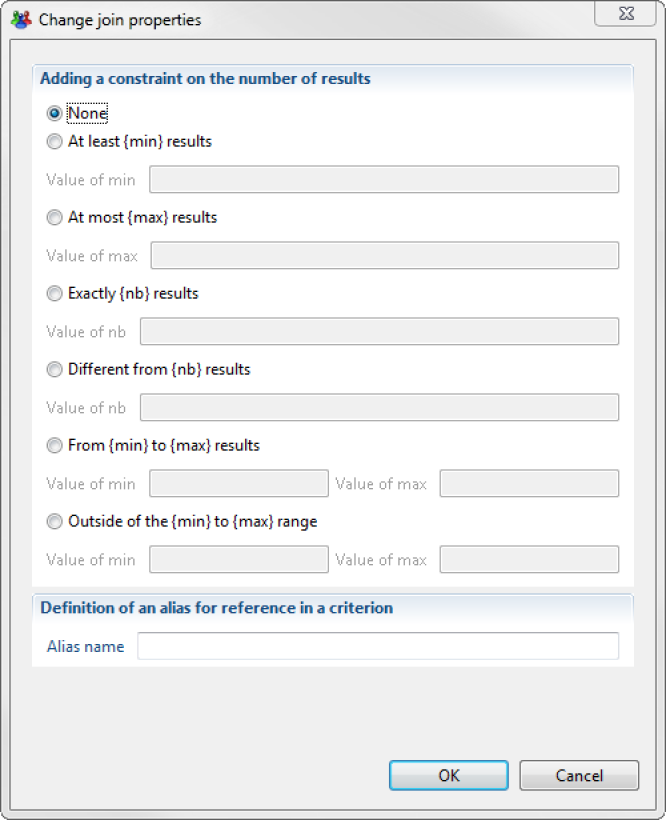 Change join properties
Adding a constraint on the number of results
None
At least {min} results
Value of min
At most {max} results
Value of max
Exactly {nb} results
Value of nb
Different from {nb} results
Value of nb
From {min} to {max} results
Value of min Value of max
Outside of the {min} to {max} range
Value of min Value of max
Definition of an alias for reference in a criterion
Alias name
OK Cancel